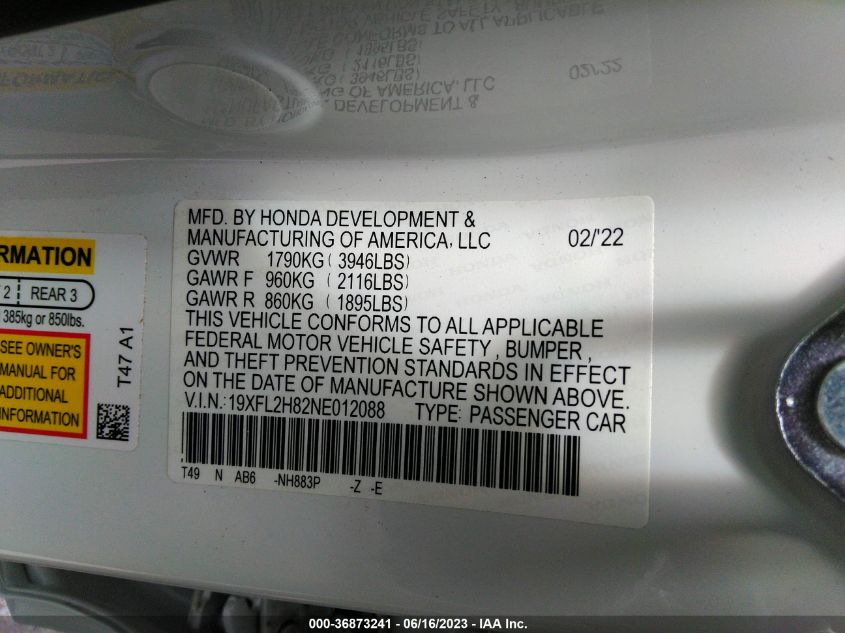 MFD. BY HONDA DEVELOPMENT &
MANUFACTURING OF AMERICA, LLC 02/'22
GVWR 1790KG ( 3946LBS)
GAWR F 960KG ( 2116LBS)
GAWR R 860KG ( 1895LBS)
THIS VEHICLE CONFORMS TO ALL APPLICABLE
FEDERAL MOTOR VEHICLE SAFETY , BUMPER ,
AND THEFT PREVENTION STANDARDS IN EFFECT
ON THE DATE OF MANUFACTURE SHOWN ABOVE.
V.I.N.:19XFL2H82NE012088 TYPE: PASSENGER CAR
T49 N AB6 -NH883P -Z -E
RMATION
2 REAR 3
385kg or 850lbs.
SEE OWNER'S
MANUAL FOR
ADDITIONAL
INFORMATION
T47 A1
000-36873241 - 06/16/2023 - IAA Inc.